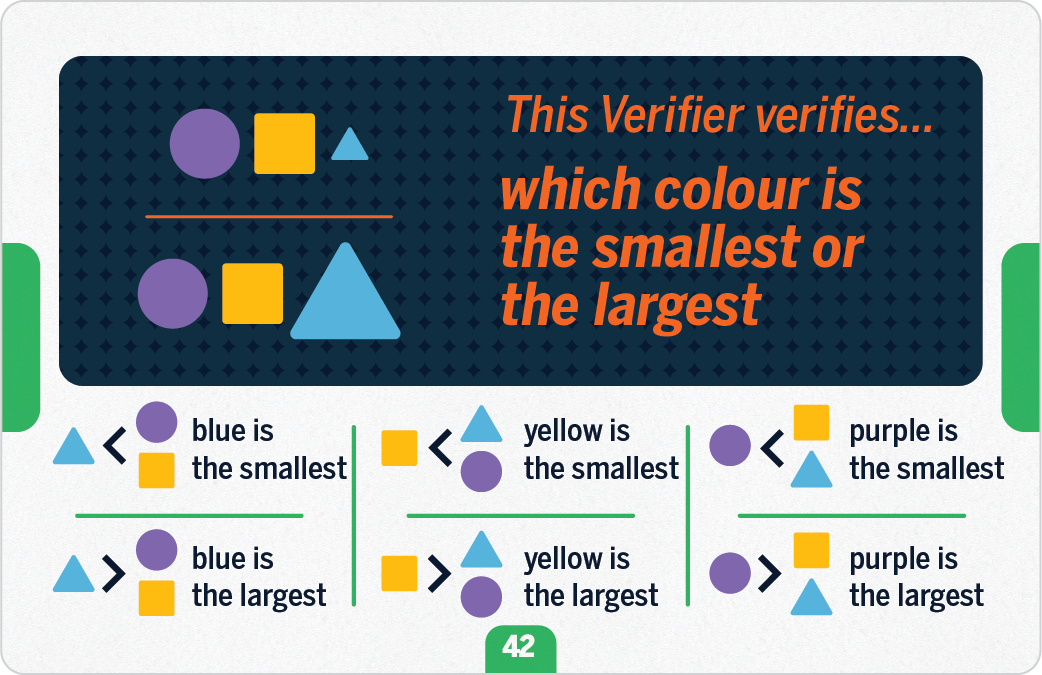 This Verifier verifies...
which colour is
the smallest or
the largest
< blue is
the smallest
< yellow is
the smallest
< purple is
the smallest
> blue is
the largest
> yellow is
the largest
> purple is
the largest
42